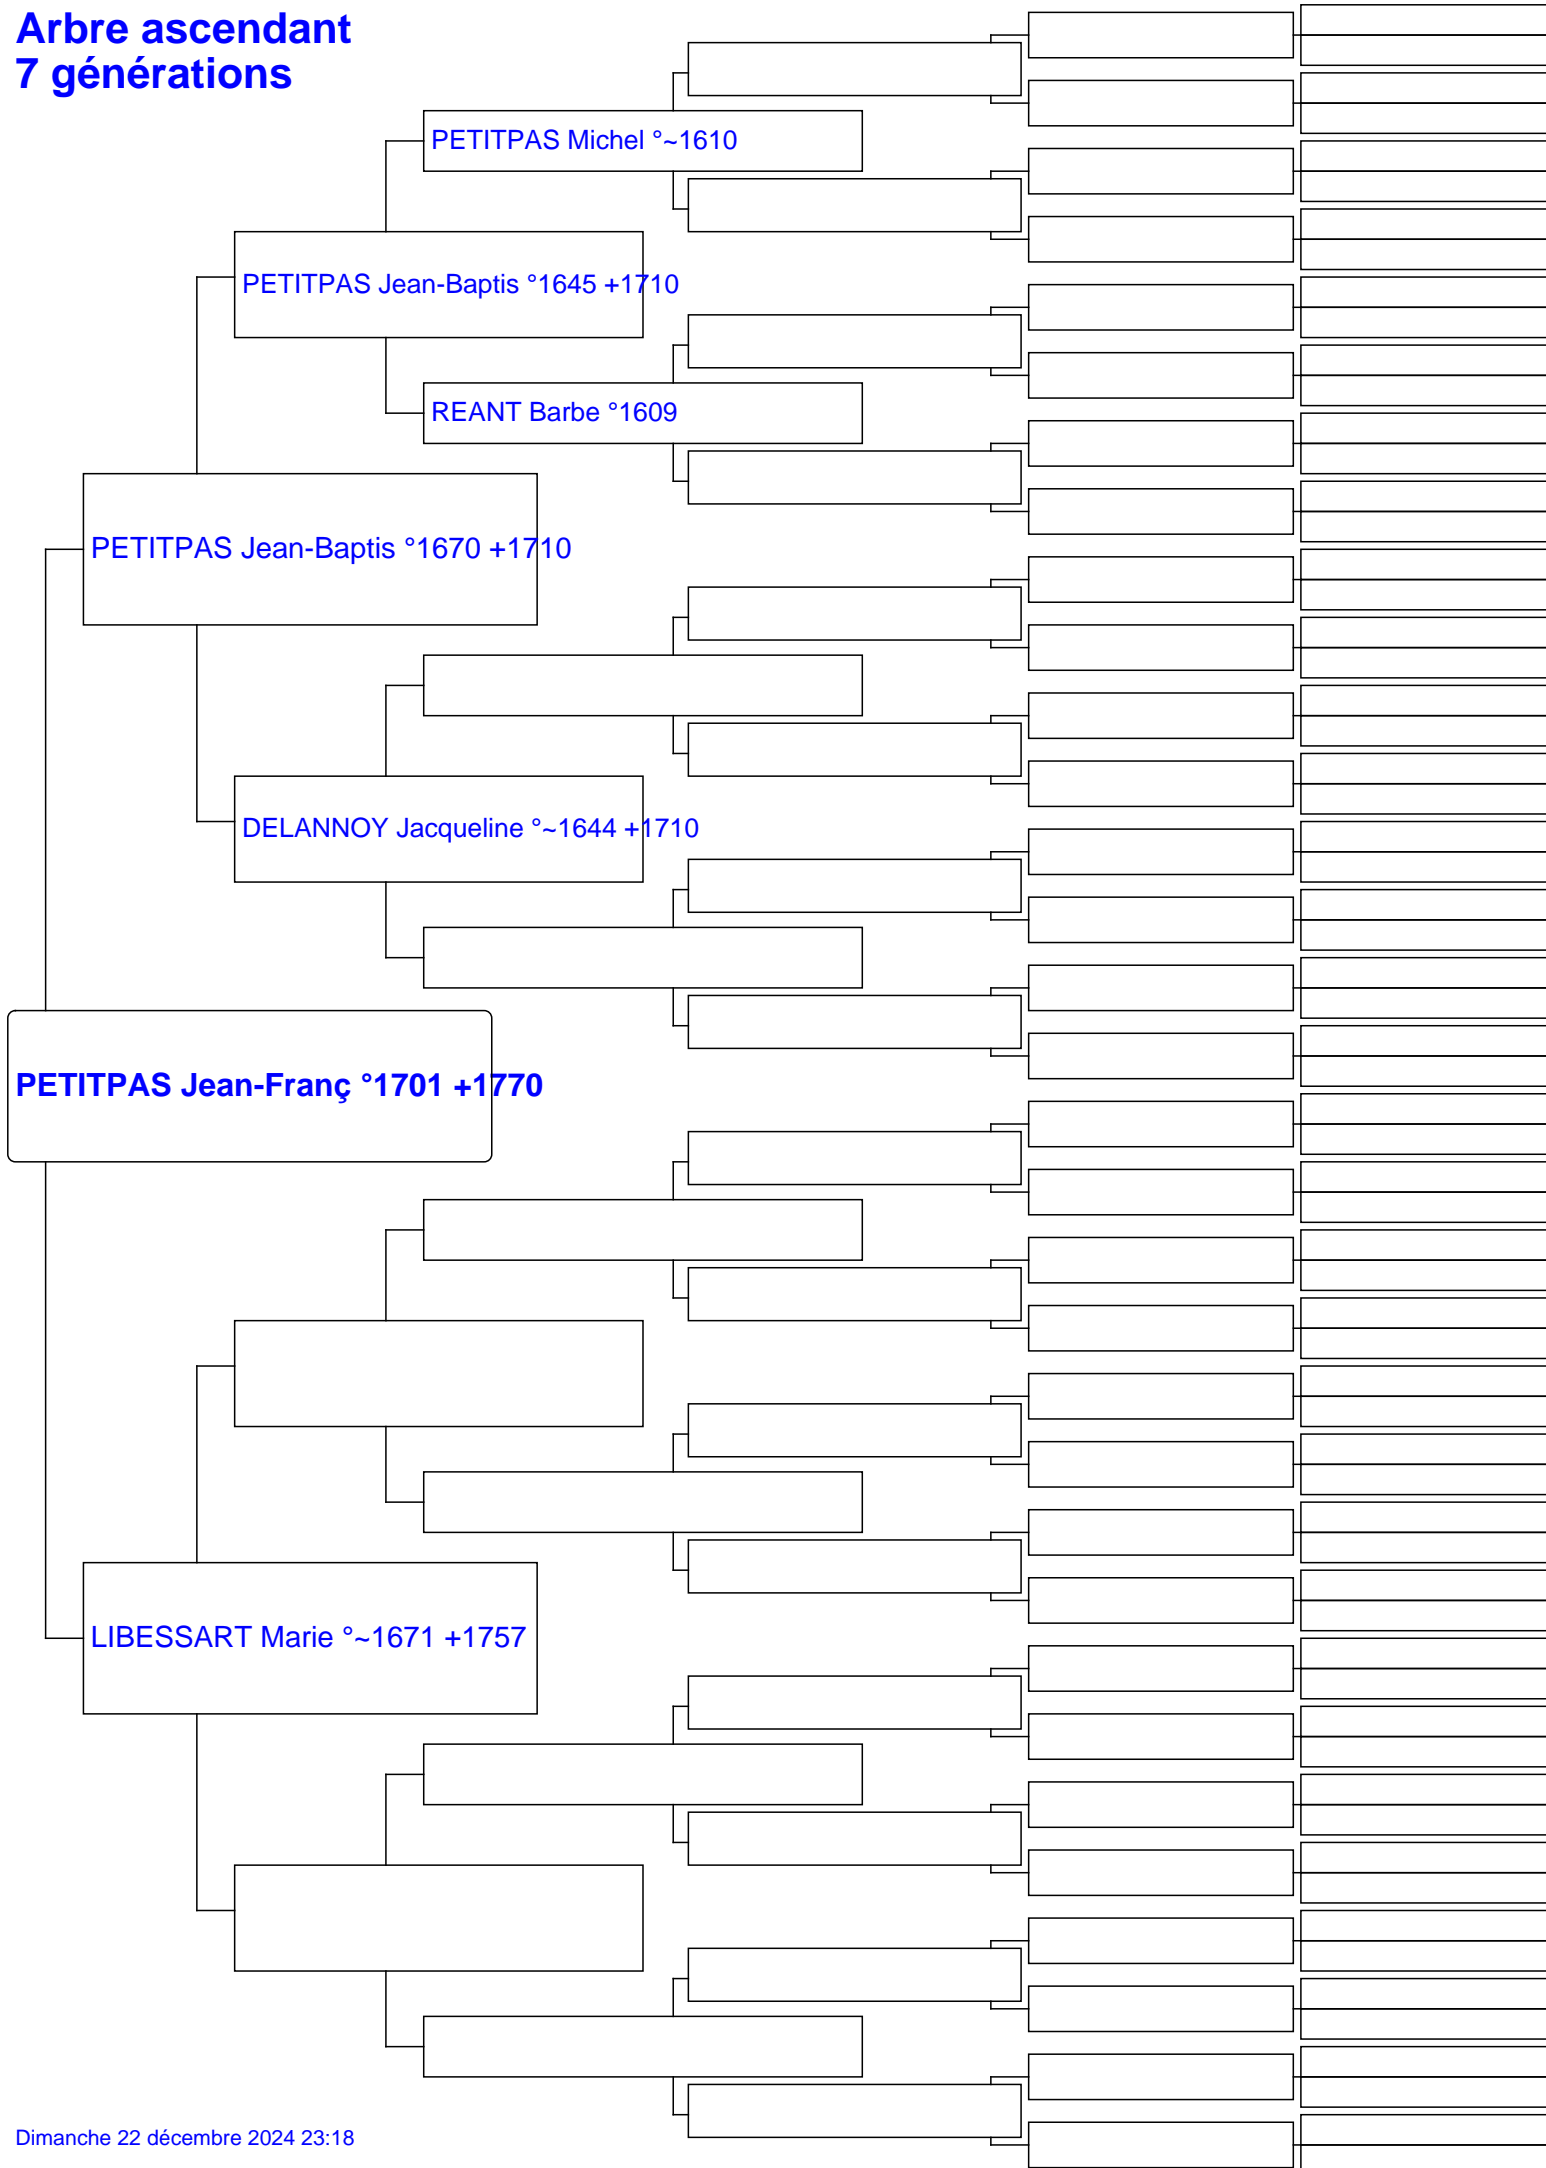 Arbre ascendant
7 générations
PETITPAS Michel °~1610
PETITPAS Jean-Baptis °1645 +1710
REANT Barbe °1609
PETITPAS Jean-Baptis °1670 +1710
DELANNOY Jacqueline °~1644 +1710
PETITPAS Jean-Franç °1701 +1770
LIBESSART Marie °~1671 +1757
Dimanche 22 décembre 2024 23:18